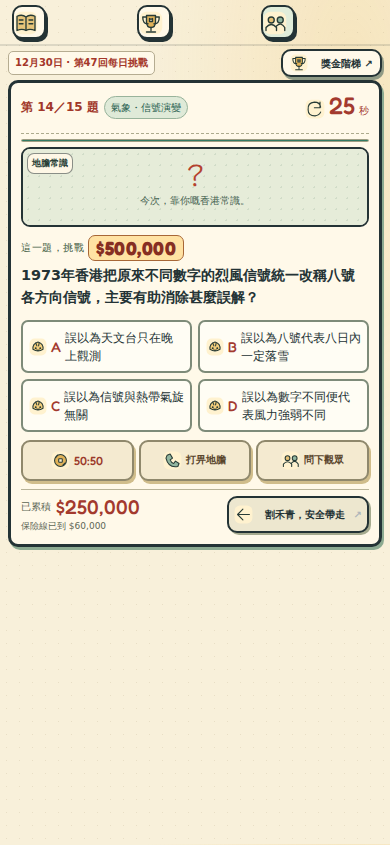 12月30日 · 第47回每日挑戰
獎金階梯 ↗
第 14／15 題
氣象 · 信號演變
25 秒
地膽常識
?
今次，靠你嘅香港常識。
這一題，挑戰 $500,000
1973年香港把原來不同數字的烈風信號統一改稱八號
各方向信號，主要有助消除甚麼誤解？
A 誤以為天文台只在晚
上觀測
B 誤以為八號代表八日內
一定落雪
C 誤以為信號與熱帶氣旋
無關
D 誤以為數字不同便代
表風力強弱不同
50:50
打畀地膽
問下觀眾
已累積 $250,000
保險線已到 $60,000
割禾青，安全帶走 ↗